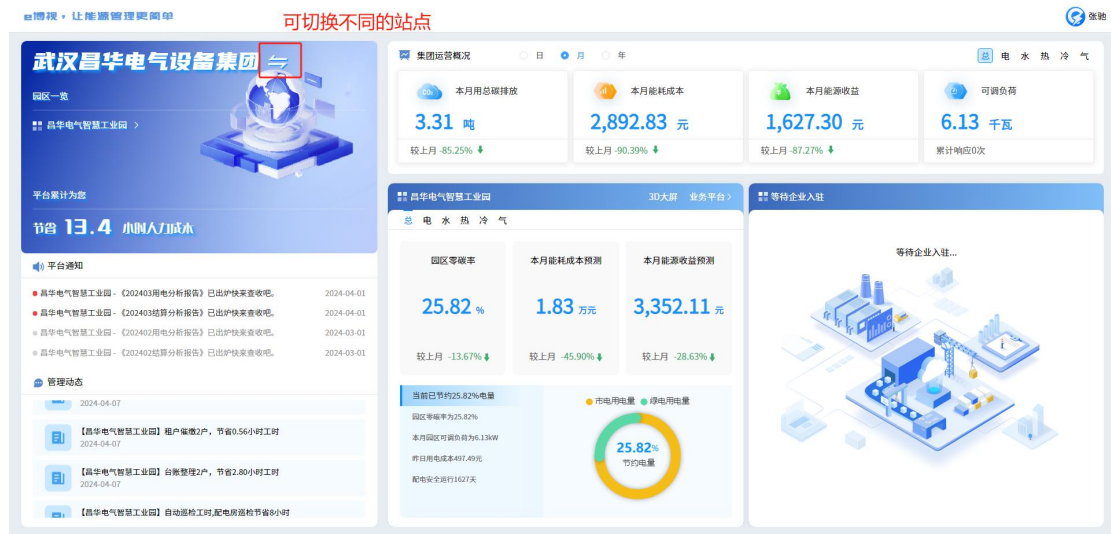 e博视，让能源管理更简单
可切换不同的站点
张驰
武汉昌华电气设备集团
园区一览
昌华电气智慧工业园 >
平台累计为您
节省 13.4 小时人力成本
平台通知
昌华电气智慧工业园 - 《202403用电分析报告》已出炉快来查收吧。 2024-04-01
昌华电气智慧工业园 - 《202403结算分析报告》已出炉快来查收吧。 2024-04-01
昌华电气智慧工业园 - 《202402用电分析报告》已出炉快来查收吧。 2024-03-01
昌华电气智慧工业园 - 《202402结算分析报告》已出炉快来查收吧。 2024-03-01
管理动态
2024-04-07
【昌华电气智慧工业园】租户催缴2户，节省0.56小时工时
2024-04-07
【昌华电气智慧工业园】台账整理2户，节省2.80小时工时
2024-04-07
【昌华电气智慧工业园】自动巡检工时,配电房巡检节省8小时
集团运营概况 日 月 年 总 电 水 热 冷 气
本月用总碳排放
3.31 吨
较上月 -85.25%
本月能耗成本
2,892.83 元
较上月 -90.39%
本月能源收益
1,627.30 元
较上月 -87.27%
可调负荷
6.13 千瓦
累计响应0次
昌华电气智慧工业园 3D大屏 业务平台>
总 电 水 热 冷 气
园区零碳率
25.82 %
较上月 -13.67%
本月能耗成本预测
1.83 万元
较上月 -45.90%
本月能源收益预测
3,352.11 元
较上月 -28.63%
当前已节约25.82%电量
园区零碳率为25.82%
本月园区可调负荷为6.13kW
昨日用电成本497.49元
配电安全运行1627天
市电用电量 绿电用电量
25.82%
节约电量
等待企业入驻
等待企业入驻...